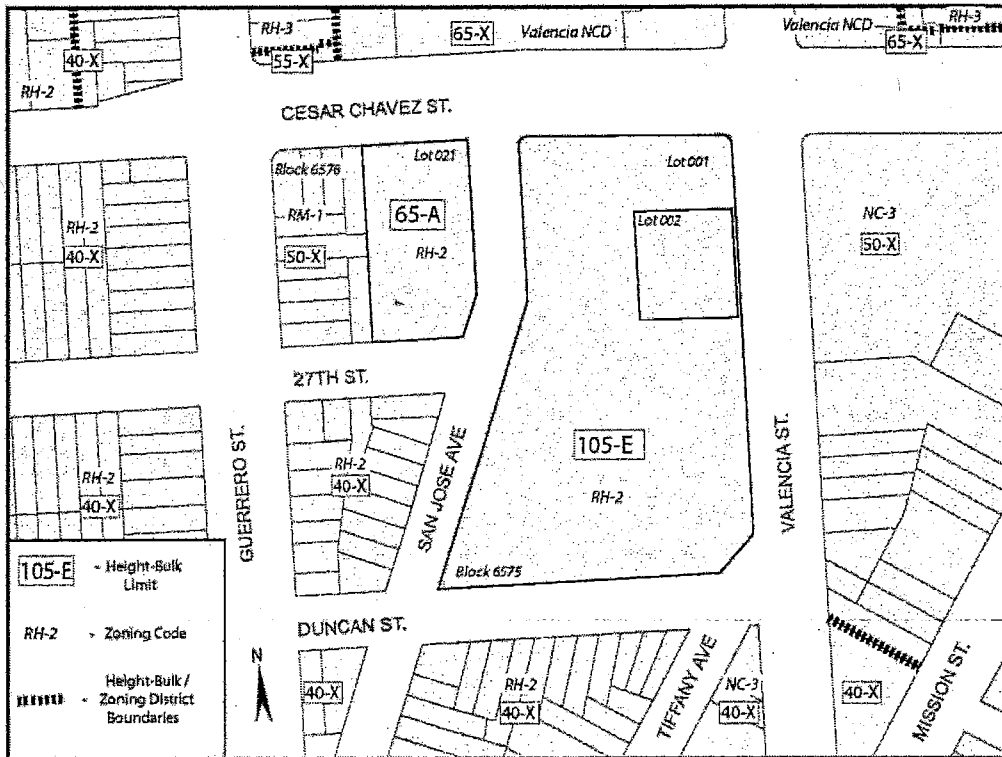 RH-3
65-X
Valencia NCD
Valencia NCD
RH-3
40-X
55-X
65-X
RH-2
CESAR CHAVEZ ST.
Lot 021
Block 6576
Lot 001
65-A
RM-1
Lot 002
NC-3
RH-2
40-X
50-X
RH-2
50-X
27TH ST.
105-E
RH-2
40-X
RH-2
40-X
RH-2
GUERRERO ST.
SAN JOSE AVE
VALENCIA ST.
Block 6575
105-E - Height-Bulk
Limit
RH-2 - Zoning Code
Height-Bulk /
- Zoning District
Boundaries
DUNCAN ST.
N
40-X
RH-2
40-X
TIFFANY AVE
NC-3
40-X
40-X
MISSION ST.